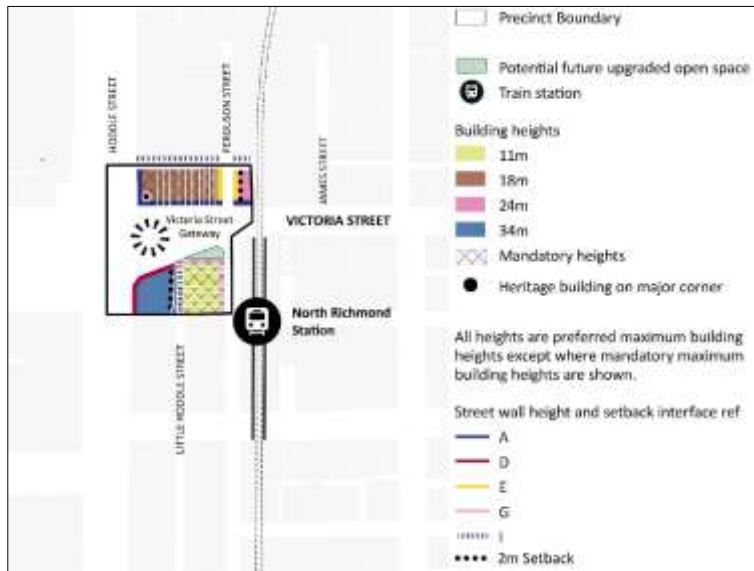 HODDLE STREET
FERGUSON STREET
JAMES STREET
VICTORIA STREET
Victoria Street
Gateway
North Richmond
Station
LITTLE HODDLE STREET
Precinct Boundary
Potential future upgraded open space
Train station
Building heights
11m
18m
24m
34m
Mandatory heights
Heritage building on major corner
All heights are preferred maximum building
heights except where mandatory maximum
building heights are shown.
Street wall height and setback interface ref
A
D
E
G
I
2m Setback